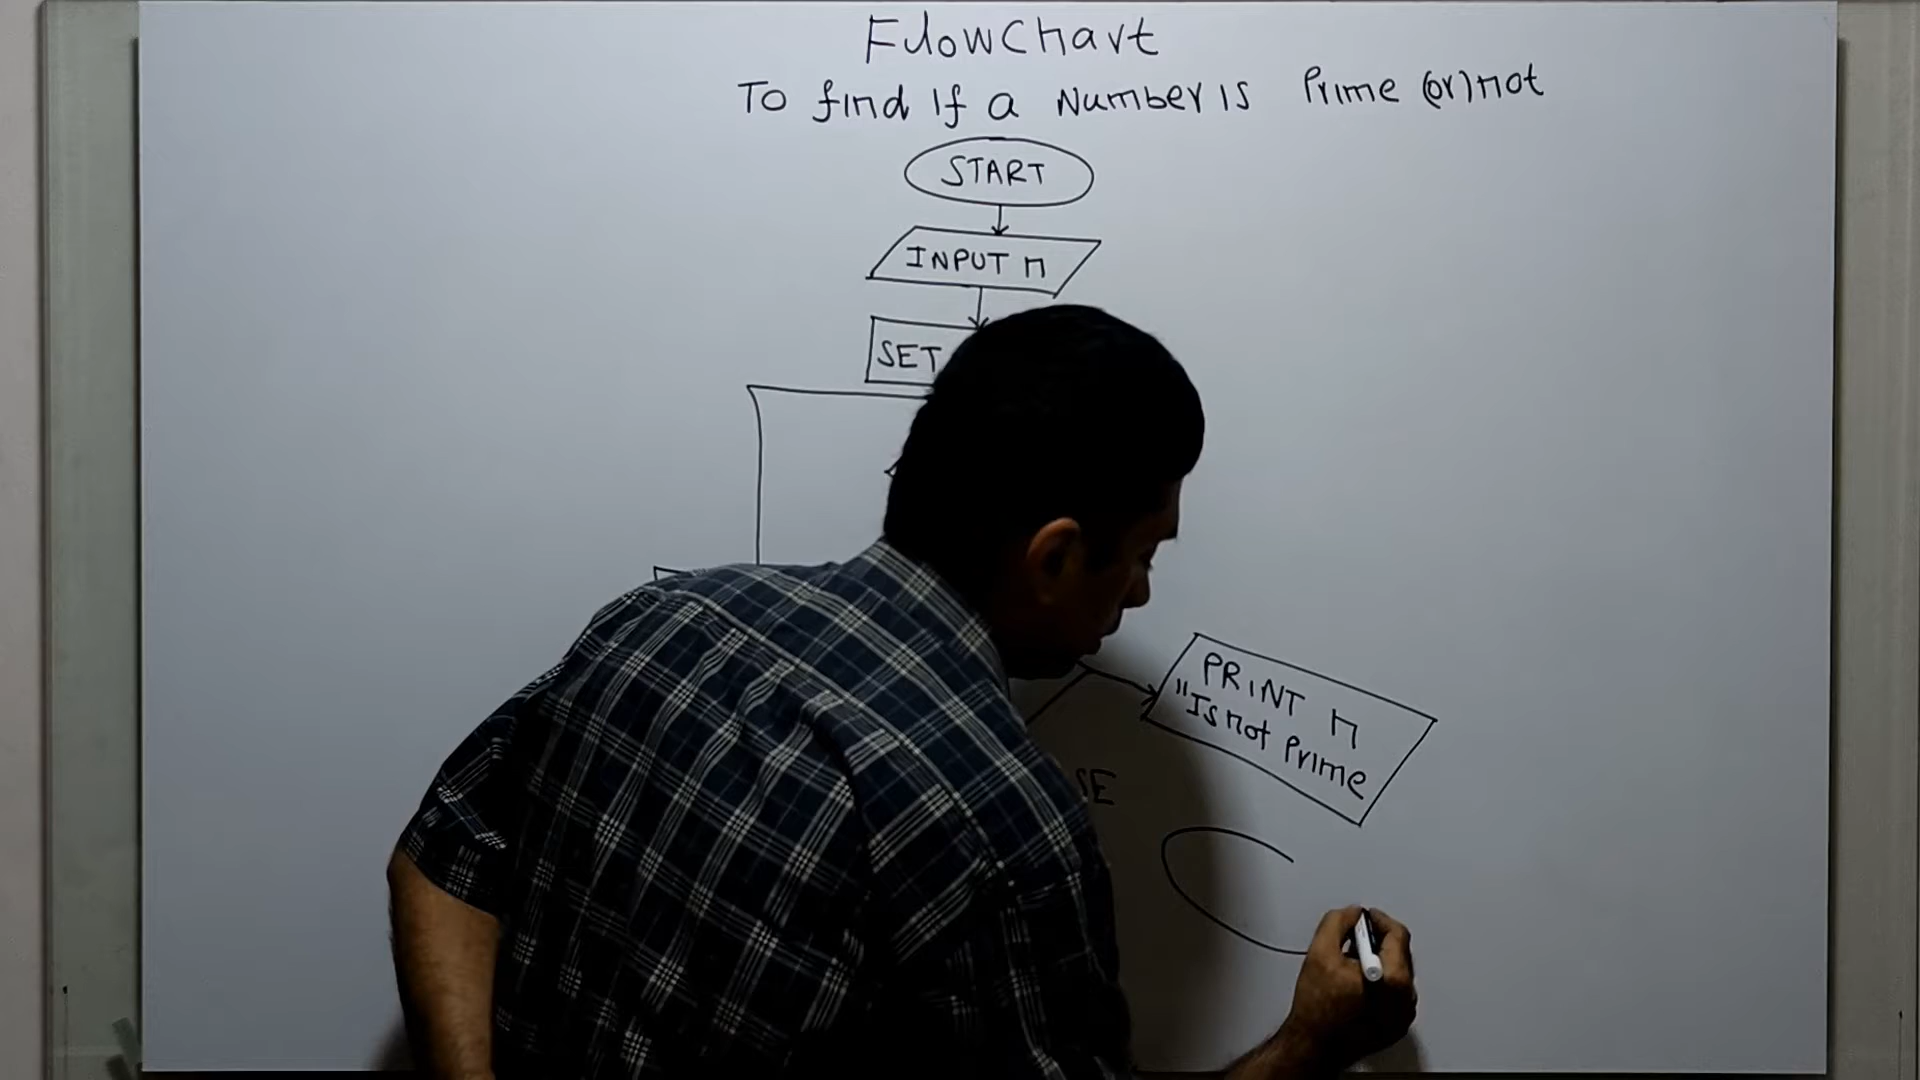 Flowchart
To find If a Number is Prime (or) not
START
INPUT n
SET
PRINT n
"Is not Prime
SE